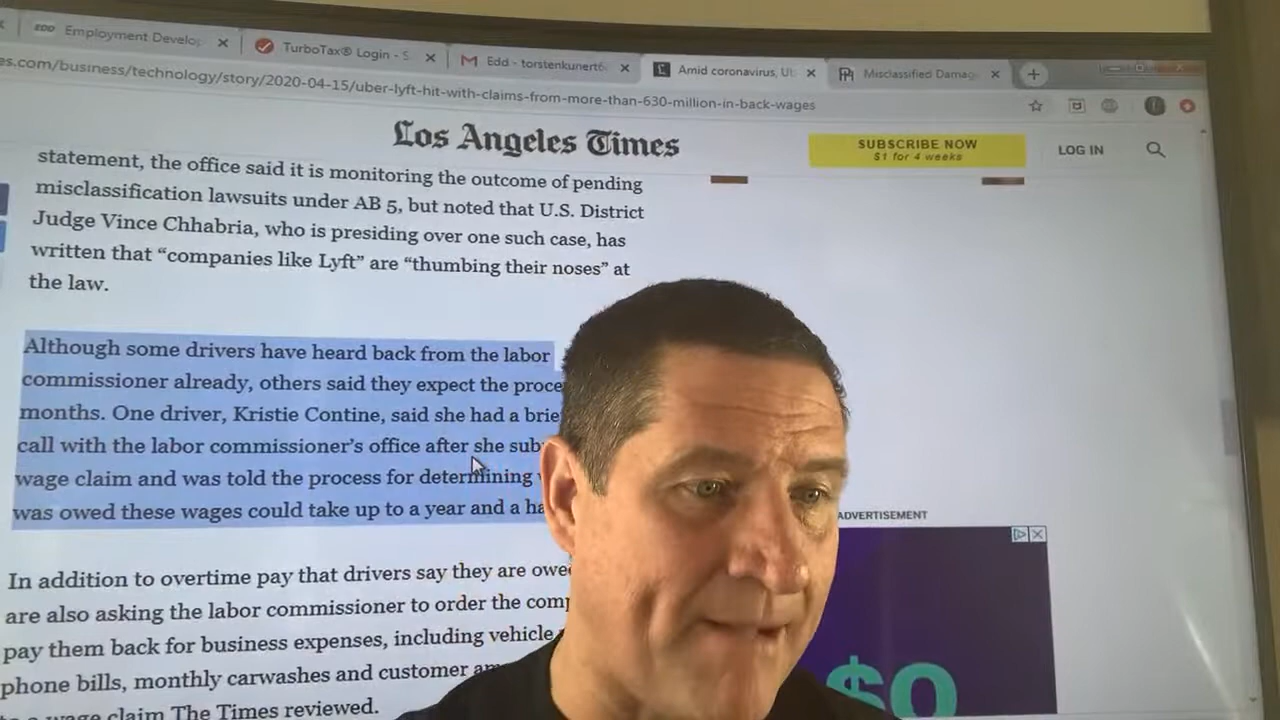 EDD Employment Develo
TurboTax® Login - S
Edd - torstenkunert6
Amid coronavirus, Ub
Misclassified Damag
es.com/business/technology/story/2020-04-15/uber-lyft-hit-with-claims-from-more-than-630-million-in-back-wages
Los Angeles Times
SUBSCRIBE NOW
$1 for 4 weeks
LOG IN
statement, the office said it is monitoring the outcome of pending
misclassification lawsuits under AB 5, but noted that U.S. District
Judge Vince Chhabria, who is presiding over one such case, has
written that “companies like Lyft” are “thumbing their noses” at
the law.
Although some drivers have heard back from the labor
commissioner already, others said they expect the proce
months. One driver, Kristie Contine, said she had a brie
call with the labor commissioner’s office after she sub
wage claim and was told the process for determining
was owed these wages could take up to a year and a ha
ADVERTISEMENT
In addition to overtime pay that drivers say they are owe
are also asking the labor commissioner to order the comp
pay them back for business expenses, including vehicle
phone bills, monthly carwashes and customer am
wage claim The Times reviewed.
$0